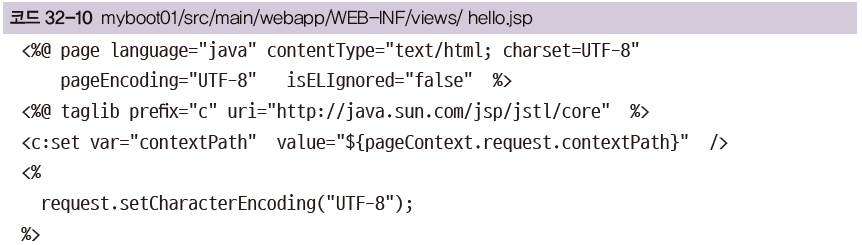 코드 32-10 myboot01/src/main/webapp/WEB-INF/views/ hello.jsp
<%@ page language="java" contentType="text/html; charset=UTF-8"
    pageEncoding="UTF-8"   isELIgnored="false"  %>
<%@ taglib prefix="c" uri="http://java.sun.com/jsp/jstl/core"  %>
<c:set var="contextPath"  value="${pageContext.request.contextPath}"  />
<%
  request.setCharacterEncoding("UTF-8");
%>